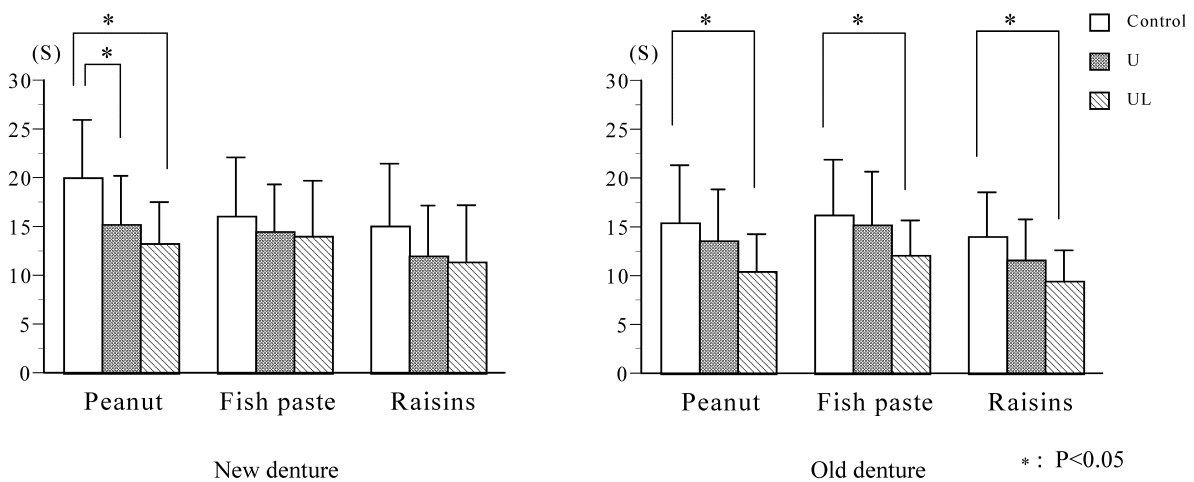 *
*
(S)
30
25
20
15
10
5
0
Peanut Fish paste Raisins
New denture
*
*
*
(S)
30
25
20
15
10
5
0
Peanut Fish paste Raisins
Old denture
Control
U
UL
* : P<0.05